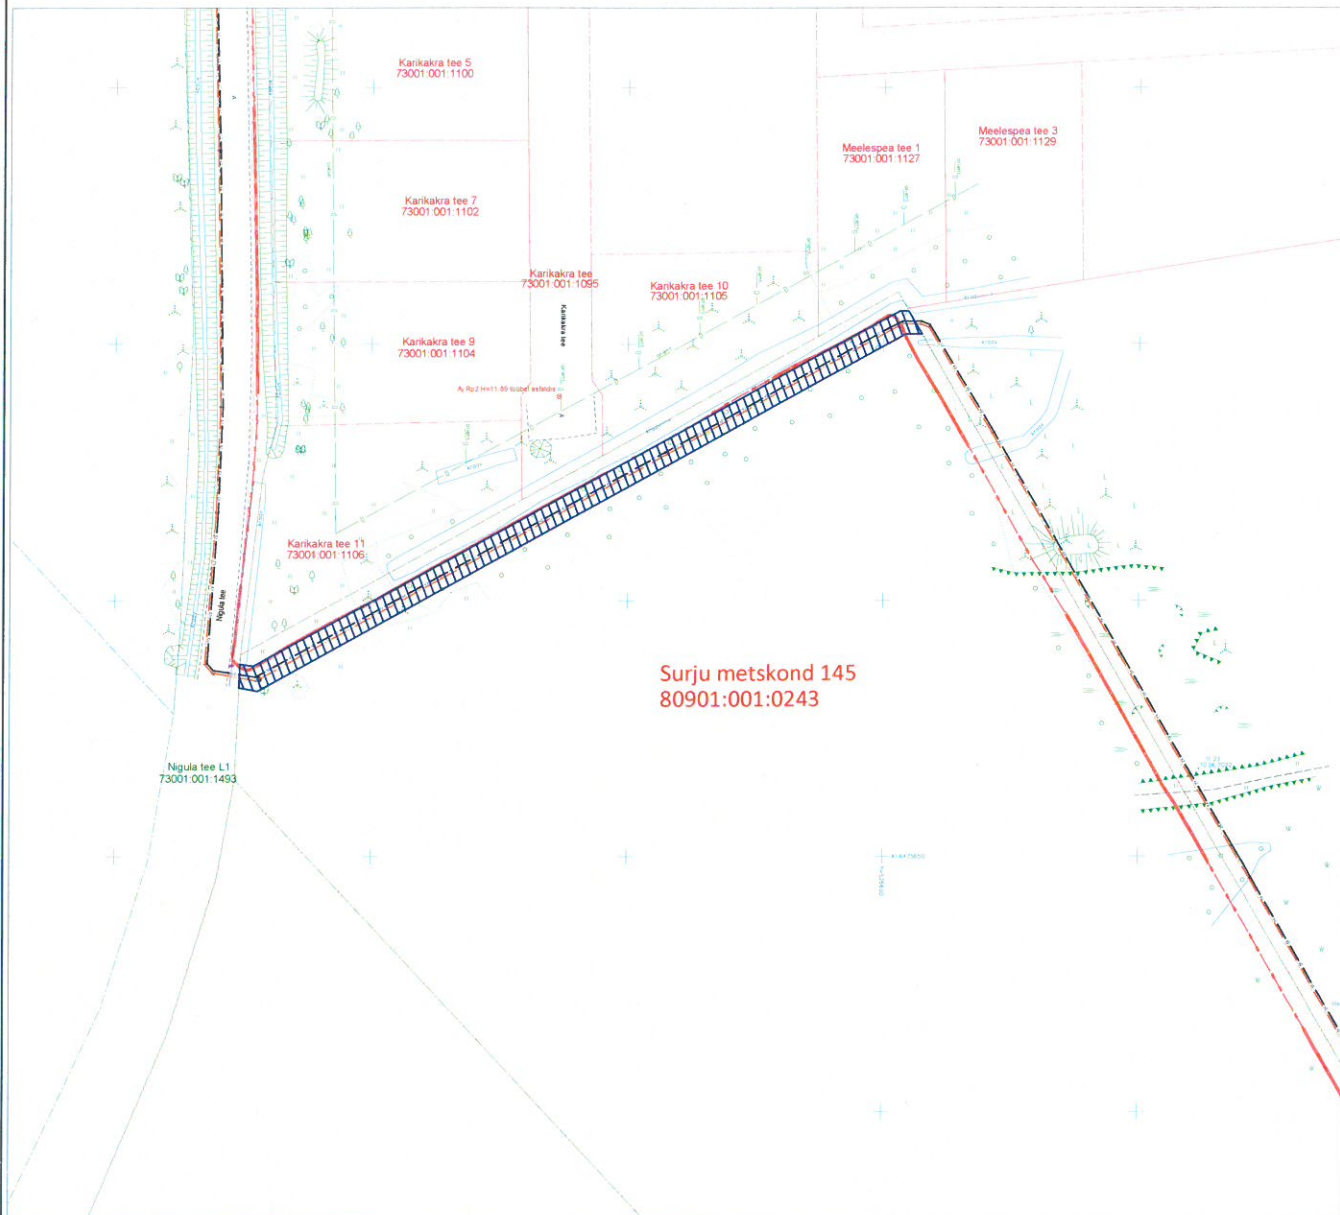 Karikakra tee 5
73001:001:1100
Meelespea tee 3
73001:001:1129
Meelespea tee 1
73001:001:1127
Karikakra tee 7
73001:001:1102
Karikakra tee
73001:001:1095
Karikakra tee 10
73001:001:1105
Karikakra tee
Karikakra tee 9
73001:001:1104
Karikakra tee 11
73001:001:1106
Nigula tee
Surju metskond 145
80901:001:0243
Nigula tee L1
73001:001:1493